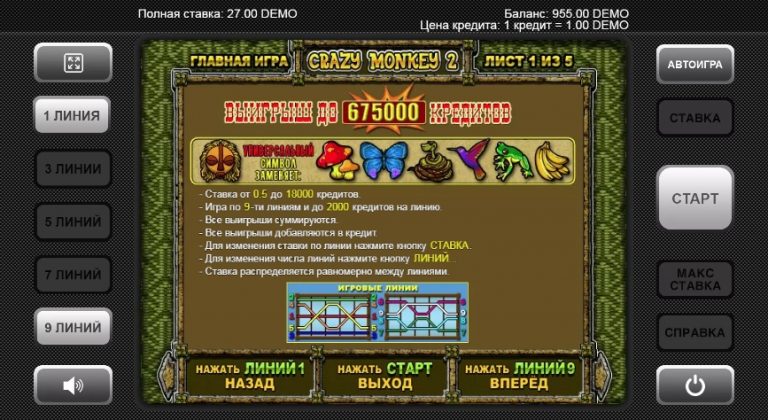 Полная ставка: 27.00 DEMO
Баланс: 955.00 DEMO
Цена кредита: 1 кредит = 1.00 DEMO
ГЛАВНАЯ ИГРА
CRAZY MONKEY 2
ЛИСТ 1 ИЗ 5
АВТОИГРА
1 ЛИНИЯ
ВЫИГРЫШ ДО 675000 КРЕДИТОВ
СТАВКА
3 ЛИНИИ
УНИВЕРСАЛЬНЫЙ
СИМВОЛ
ЗАМЕНЯЕТ:
- Ставка от 0.5 до 18000 кредитов.
- Игра по 9-ти линиям и до 2000 кредитов на линию.
- Все выигрыши суммируются.
- Все выигрыши добавляются в кредит.
- Для изменения ставки по линии нажмите кнопку СТАВКА.
- Для изменения числа линий нажмите кнопку ЛИНИЙ...
- Ставка распределяется равномерно между линиями.
СТАРТ
5 ЛИНИЙ
7 ЛИНИЙ
МАКС
СТАВКА
ИГРОВЫЕ ЛИНИИ
9 ЛИНИЙ
СПРАВКА
НАЖАТЬ ЛИНИЙ1
НАЗАД
НАЖАТЬ СТАРТ
ВЫХОД
НАЖАТЬ ЛИНИЙ9
ВПЕРЁД